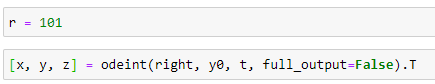 r = 101
[x, y, z] = odeint(right, y0, t, full_output=False).T